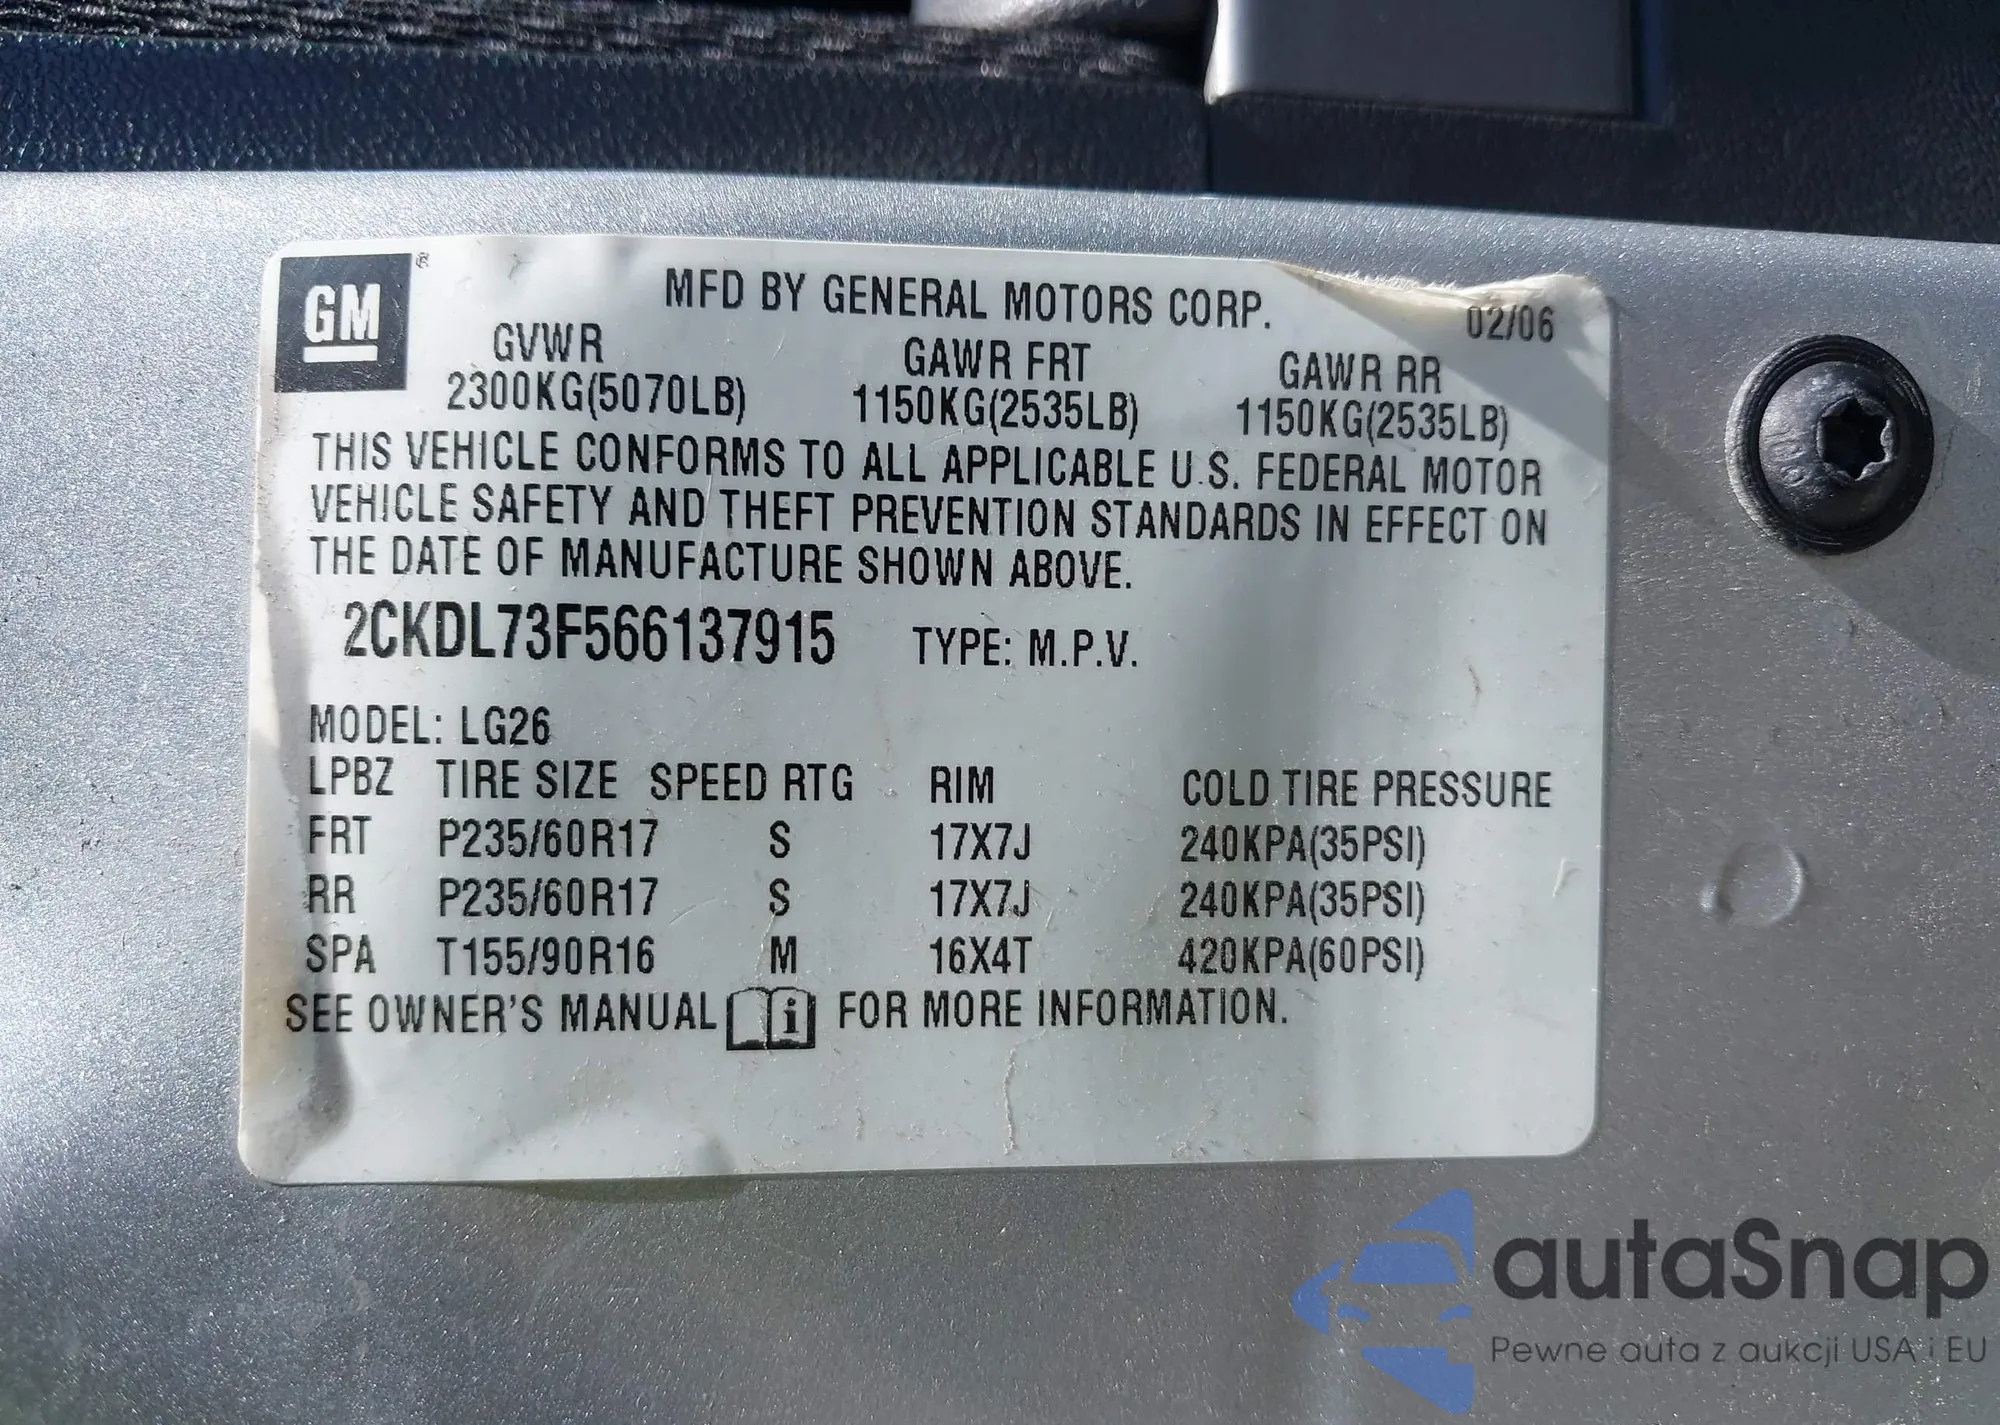 GM®
MFD BY GENERAL MOTORS CORP.
02/06
GVWR GAWR FRT GAWR RR
2300KG(5070LB) 1150KG(2535LB) 1150KG(2535LB)
THIS VEHICLE CONFORMS TO ALL APPLICABLE U.S. FEDERAL MOTOR
VEHICLE SAFETY AND THEFT PREVENTION STANDARDS IN EFFECT ON
THE DATE OF MANUFACTURE SHOWN ABOVE.
2CKDL73F566137915 TYPE: M.P.V.
MODEL: LG26
LPBZ TIRE SIZE SPEED RTG RIM COLD TIRE PRESSURE
FRT P235/60R17 S 17X7J 240KPA(35PSI)
RR P235/60R17 S 17X7J 240KPA(35PSI)
SPA T155/90R16 M 16X4T 420KPA(60PSI)
SEE OWNER'S MANUAL i FOR MORE INFORMATION.
autaSnap
Pewne auta z aukcji USA i EU